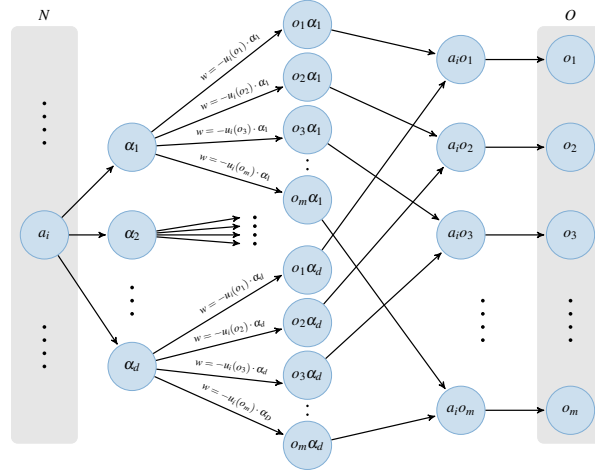 N
O
a_i
α_1
α_2
α_d
w = −u_i(o_1) · α_1
w = −u_i(o_2) · α_1
w = −u_i(o_3) · α_1
w = −u_i(o_m) · α_1
w = −u_i(o_1) · α_d
w = −u_i(o_2) · α_d
w = −u_i(o_3) · α_d
w = −u_i(o_m) · α_D
o_1α_1
o_2α_1
o_3α_1
o_mα_1
o_1α_d
o_2α_d
o_3α_d
o_mα_d
a_io_1
a_io_2
a_io_3
a_io_m
o_1
o_2
o_3
o_m